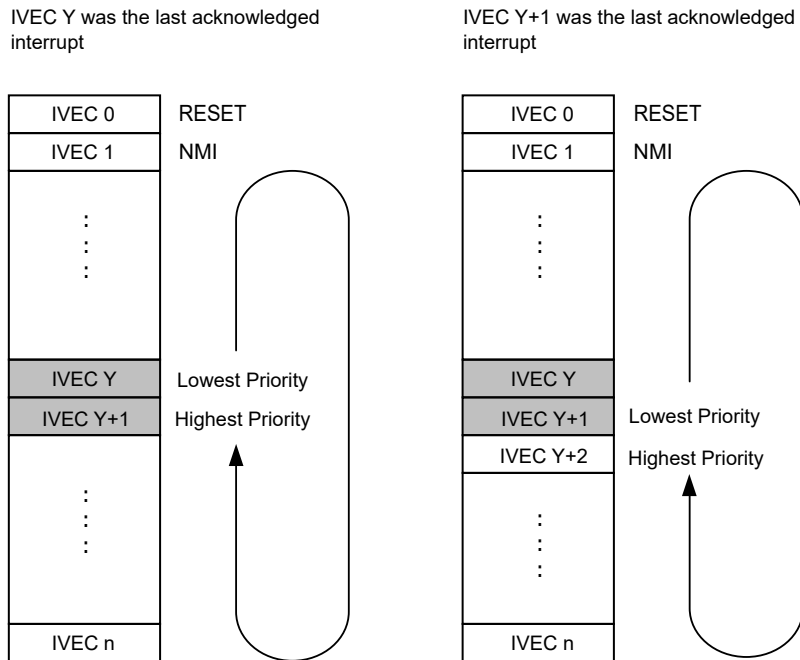 IVEC Y was the last acknowledged
interrupt
IVEC 0 RESET
IVEC 1 NMI
IVEC Y Lowest Priority
IVEC Y+1 Highest Priority
IVEC n
IVEC Y+1 was the last acknowledged
interrupt
IVEC 0 RESET
IVEC 1 NMI
IVEC Y
IVEC Y+1 Lowest Priority
IVEC Y+2 Highest Priority
IVEC n